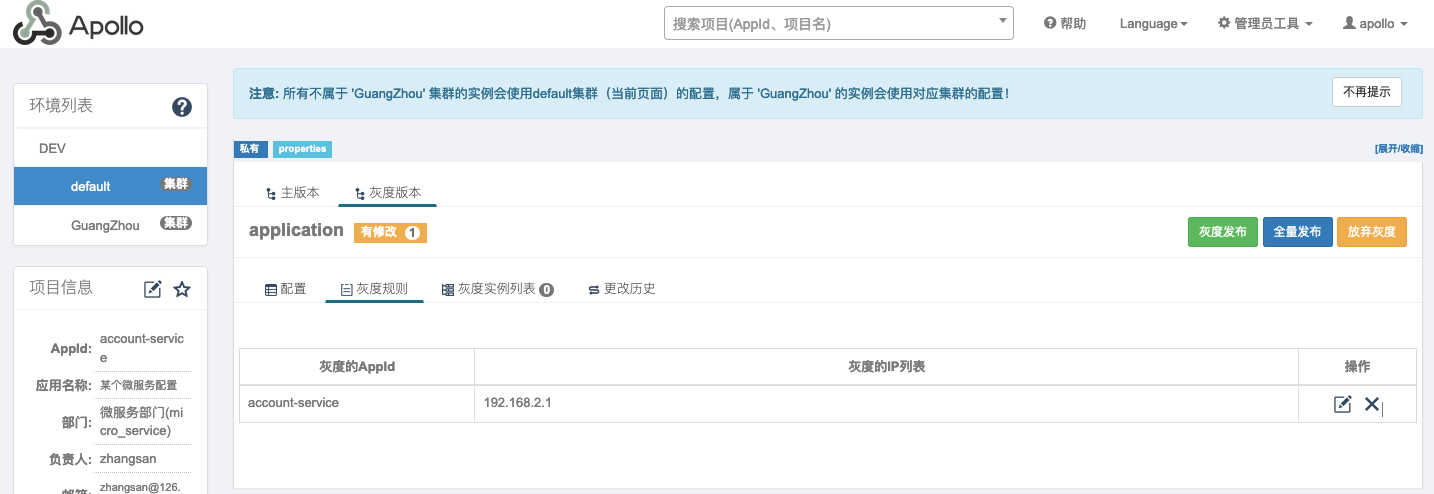 Apollo
搜索项目(AppId、项目名)
帮助
Language
管理员工具
apollo
环境列表
DEV
default 集群
GuangZhou 集群
项目信息
AppId: account-servic
e
应用名称: 某个微服务配置
部门: 微服务部门(mi
cro_service)
负责人: zhangsan
邮箱: zhangsan@126.
注意: 所有不属于 'GuangZhou' 集群的实例会使用default集群（当前页面）的配置，属于 'GuangZhou' 的实例会使用对应集群的配置！
不再提示
私有 properties [展开/收缩]
主版本 灰度版本
application 有修改 1 灰度发布 全量发布 放弃灰度
配置 灰度规则 灰度实例列表 0 更改历史
灰度的AppId 灰度的IP列表 操作
account-service 192.168.2.1